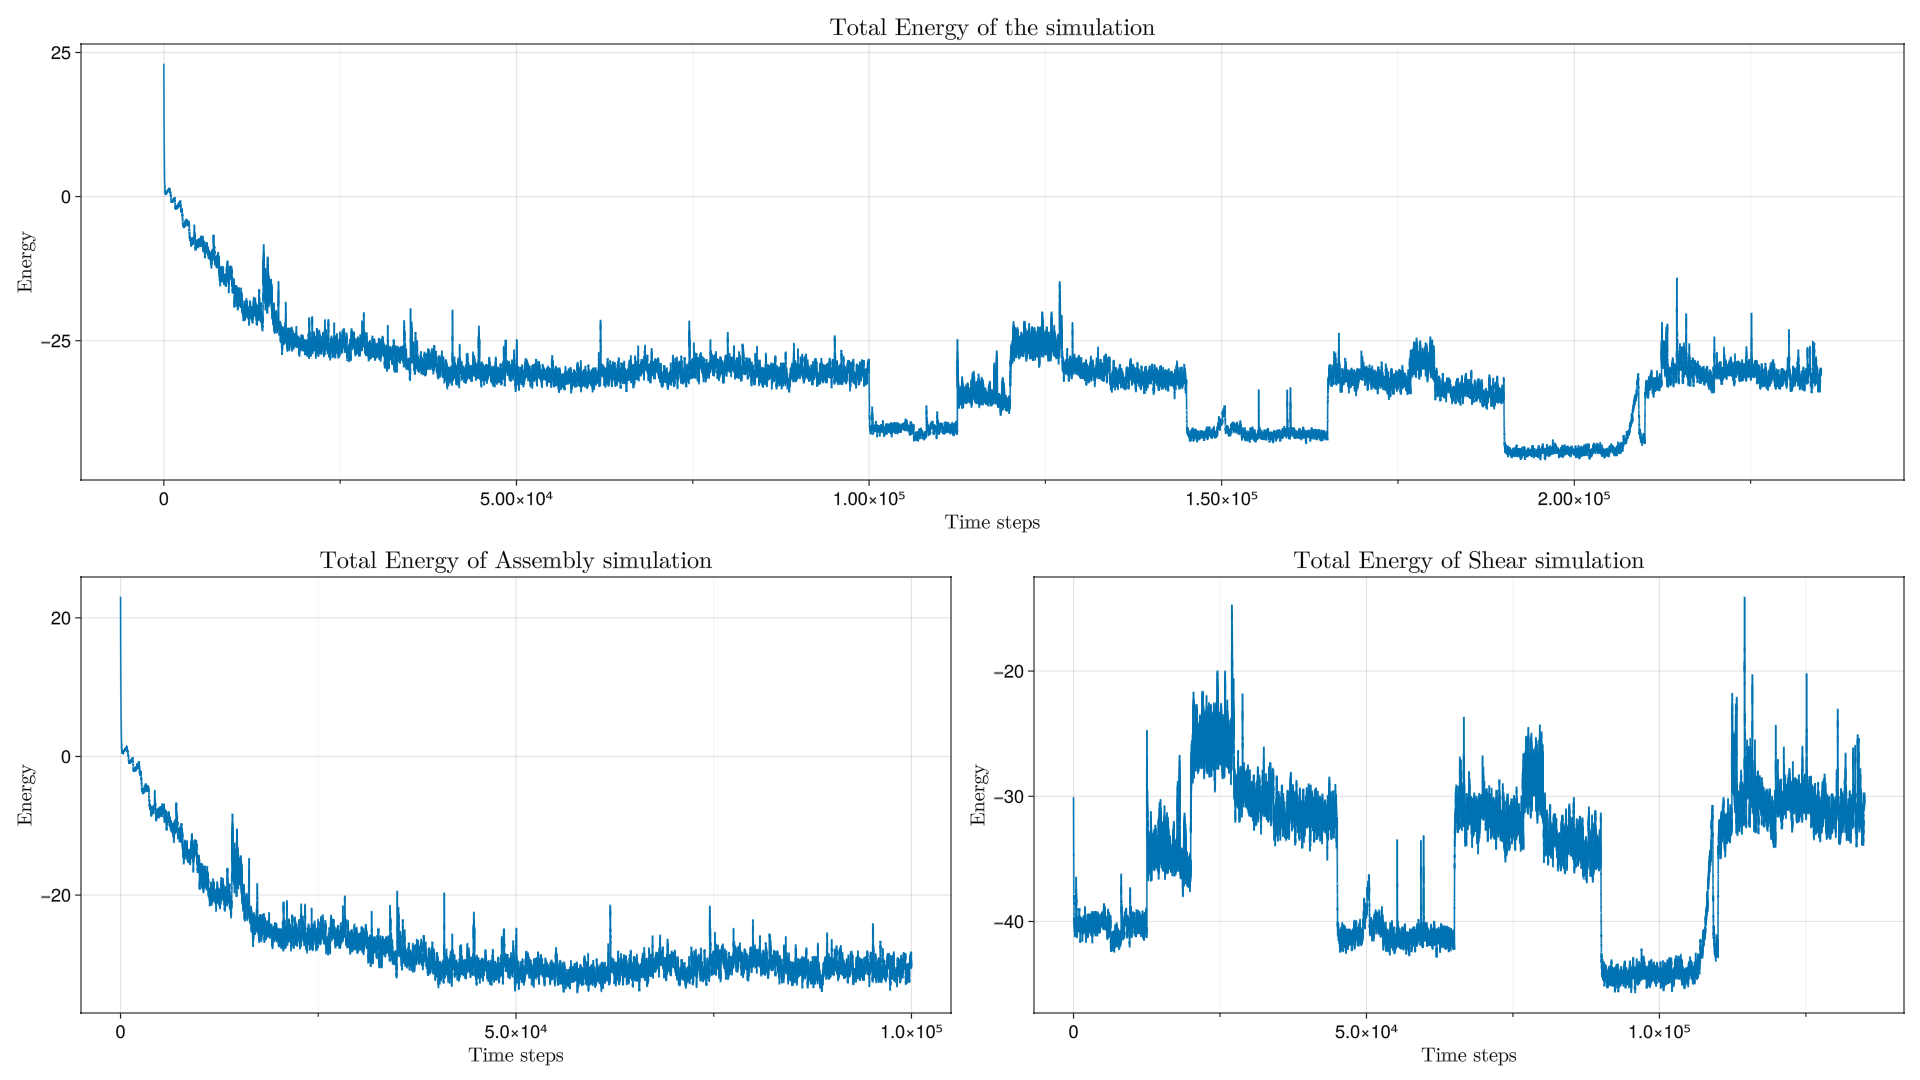 Total Energy of the simulation
25
0
−25
Energy
0
5.00×10⁴
1.00×10⁵
1.50×10⁵
2.00×10⁵
Time steps
Total Energy of Assembly simulation
20
0
−20
Energy
0
5.0×10⁴
1.0×10⁵
Time steps
Total Energy of Shear simulation
−20
−30
−40
Energy
0
5.0×10⁴
1.0×10⁵
Time steps